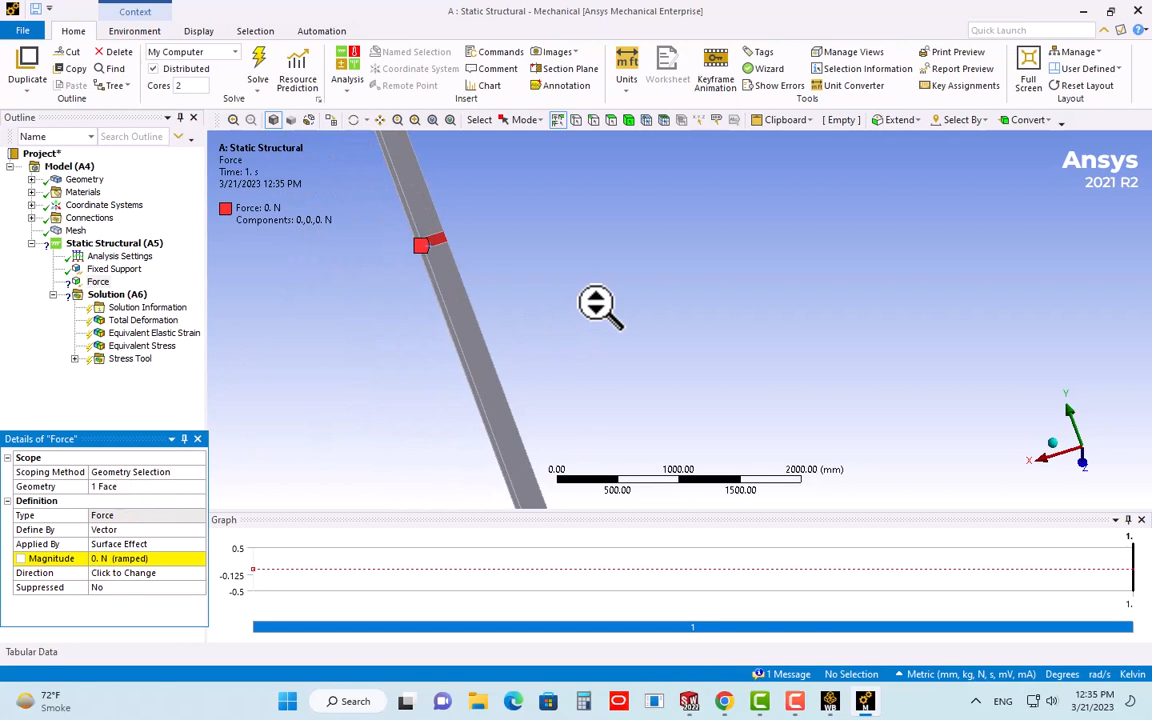 A : Static Structural - Mechanical [Ansys Mechanical Enterprise]
Context
File Home Environment Display Selection Automation Quick Launch
Duplicate
Cut
Copy
Paste
Delete
Find
Tree
Outline
My Computer
Distributed
Cores 2
Solve
Resource Prediction
Solve
Analysis
Named Selection
Coordinate System
Remote Point
Commands
Comment
Chart
Images
Section Plane
Annotation
Insert
Units
Worksheet
Keyframe Animation
Tags
Wizard
Show Errors
Manage Views
Selection Information
Unit Converter
Print Preview
Report Preview
Key Assignments
Tools
Full Screen
Manage
User Defined
Reset Layout
Layout
Select Mode Clipboard [ Empty ] Extend Select By Convert
Outline
Name Search Outline
Project*
Model (A4)
Geometry
Materials
Coordinate Systems
Connections
Mesh
Static Structural (A5)
Analysis Settings
Fixed Support
Force
Solution (A6)
Solution Information
Total Deformation
Equivalent Elastic Strain
Equivalent Stress
Stress Tool
A: Static Structural
Force
Time: 1. s
3/21/2023 12:35 PM
Force: 0. N
Components: 0.,0.,0. N
Ansys
2021 R2
Y
X
Z
0.00 1000.00 2000.00 (mm)
500.00 1500.00
Details of "Force"
Scope
Scoping Method Geometry Selection
Geometry 1 Face
Definition
Type Force
Define By Vector
Applied By Surface Effect
Magnitude 0. N (ramped)
Direction Click to Change
Suppressed No
Graph
1.
0.5
-0.125
-0.5
1.
1
Tabular Data
1 Message No Selection Metric (mm, kg, N, s, mV, mA) Degrees rad/s Kelvin
72°F
Smoke
Search
ENG
12:35 PM
3/21/2023